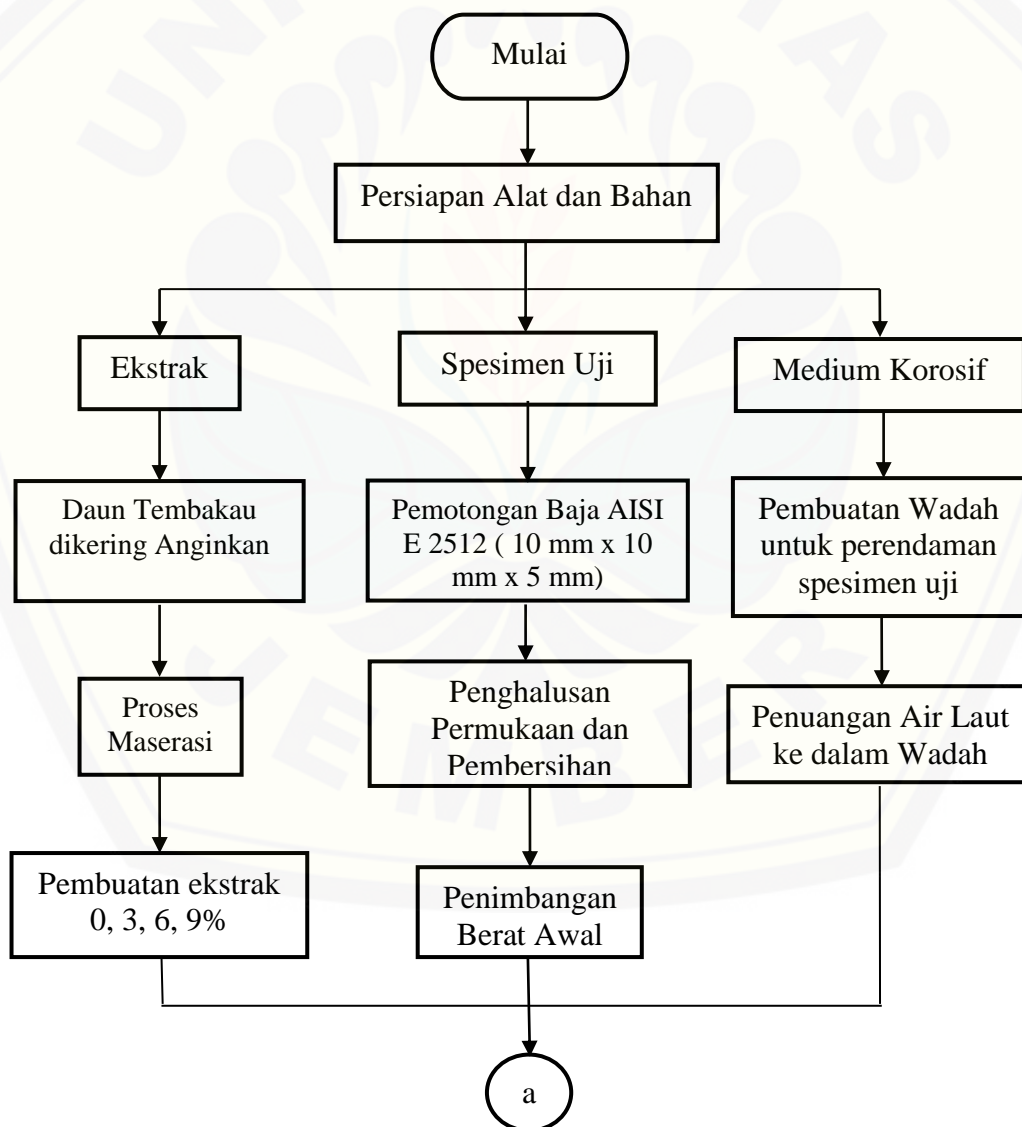 Mulai
Persiapan Alat dan Bahan
Ekstrak
Daun Tembakau
dikering Anginkan
Proses
Maserasi
Pembuatan ekstrak
0, 3, 6, 9%
Spesimen Uji
Pemotongan Baja AISI
E 2512 ( 10 mm x 10
mm x 5 mm)
Penghalusan
Permukaan dan
Pembersihan
Penimbangan
Berat Awal
Medium Korosif
Pembuatan Wadah
untuk perendaman
spesimen uji
Penuangan Air Laut
ke dalam Wadah
a
JEMBER